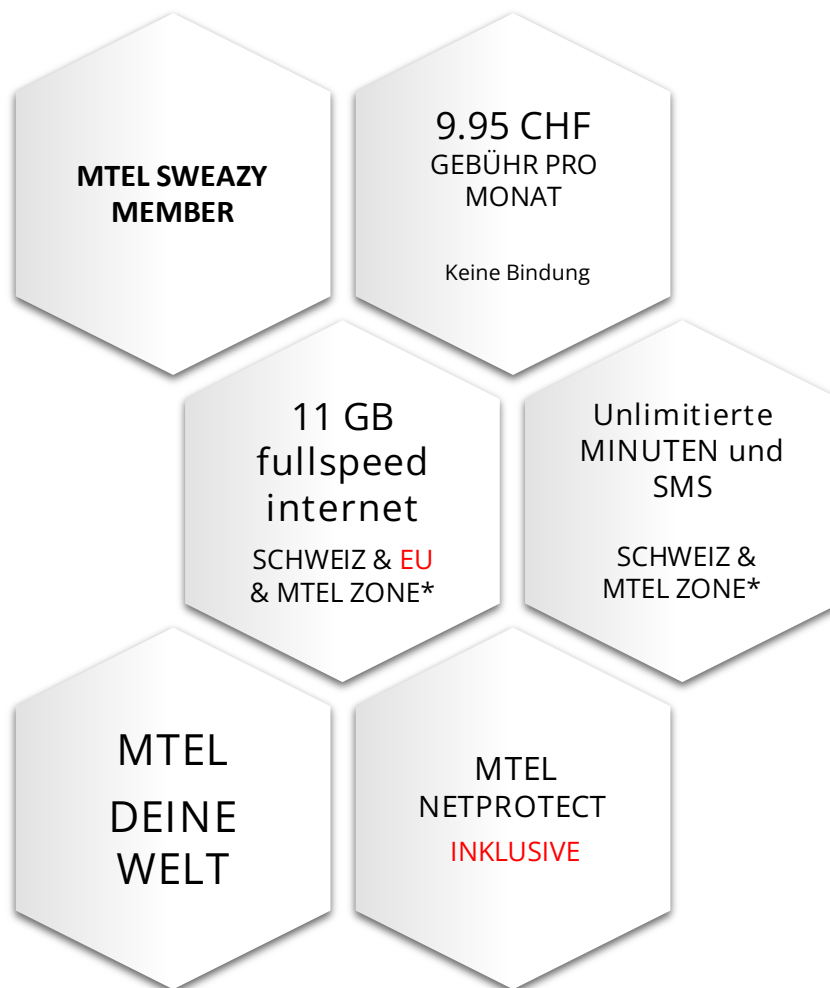 MTEL SWEAZY
MEMBER
9.95 CHF
GEBÜHR PRO
MONAT
Keine Bindung
11 GB
fullspeed
internet
SCHWEIZ & EU
& MTEL ZONE*
Unlimitierte
MINUTEN und
SMS
SCHWEIZ &
MTEL ZONE*
MTEL
DEINE
WELT
MTEL
NETPROTECT
INKLUSIVE